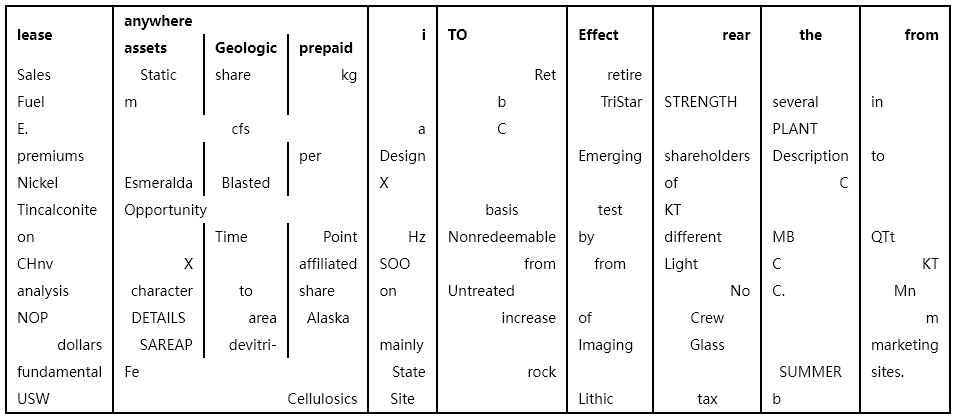 lease anywhere i TO Effect rear the from
assets Geologic prepaid
Sales Static share kg Ret retire
Fuel m b TriStar STRENGTH several in
E. cfs a C PLANT
premiums per Design Emerging shareholders Description to
Nickel Esmeralda Blasted X of C
Tincalconite Opportunity basis test KT
on Time Point Hz Nonredeemable by different MB QTt
CHnv X affiliated SOO from from Light C KT
analysis character to share on Untreated No C. Mn
NOP DETAILS area Alaska increase of Crew m
dollars SAREAP devitri- mainly Imaging Glass marketing
fundamental Fe State rock SUMMER sites.
USW Cellulosics Site Lithic tax b